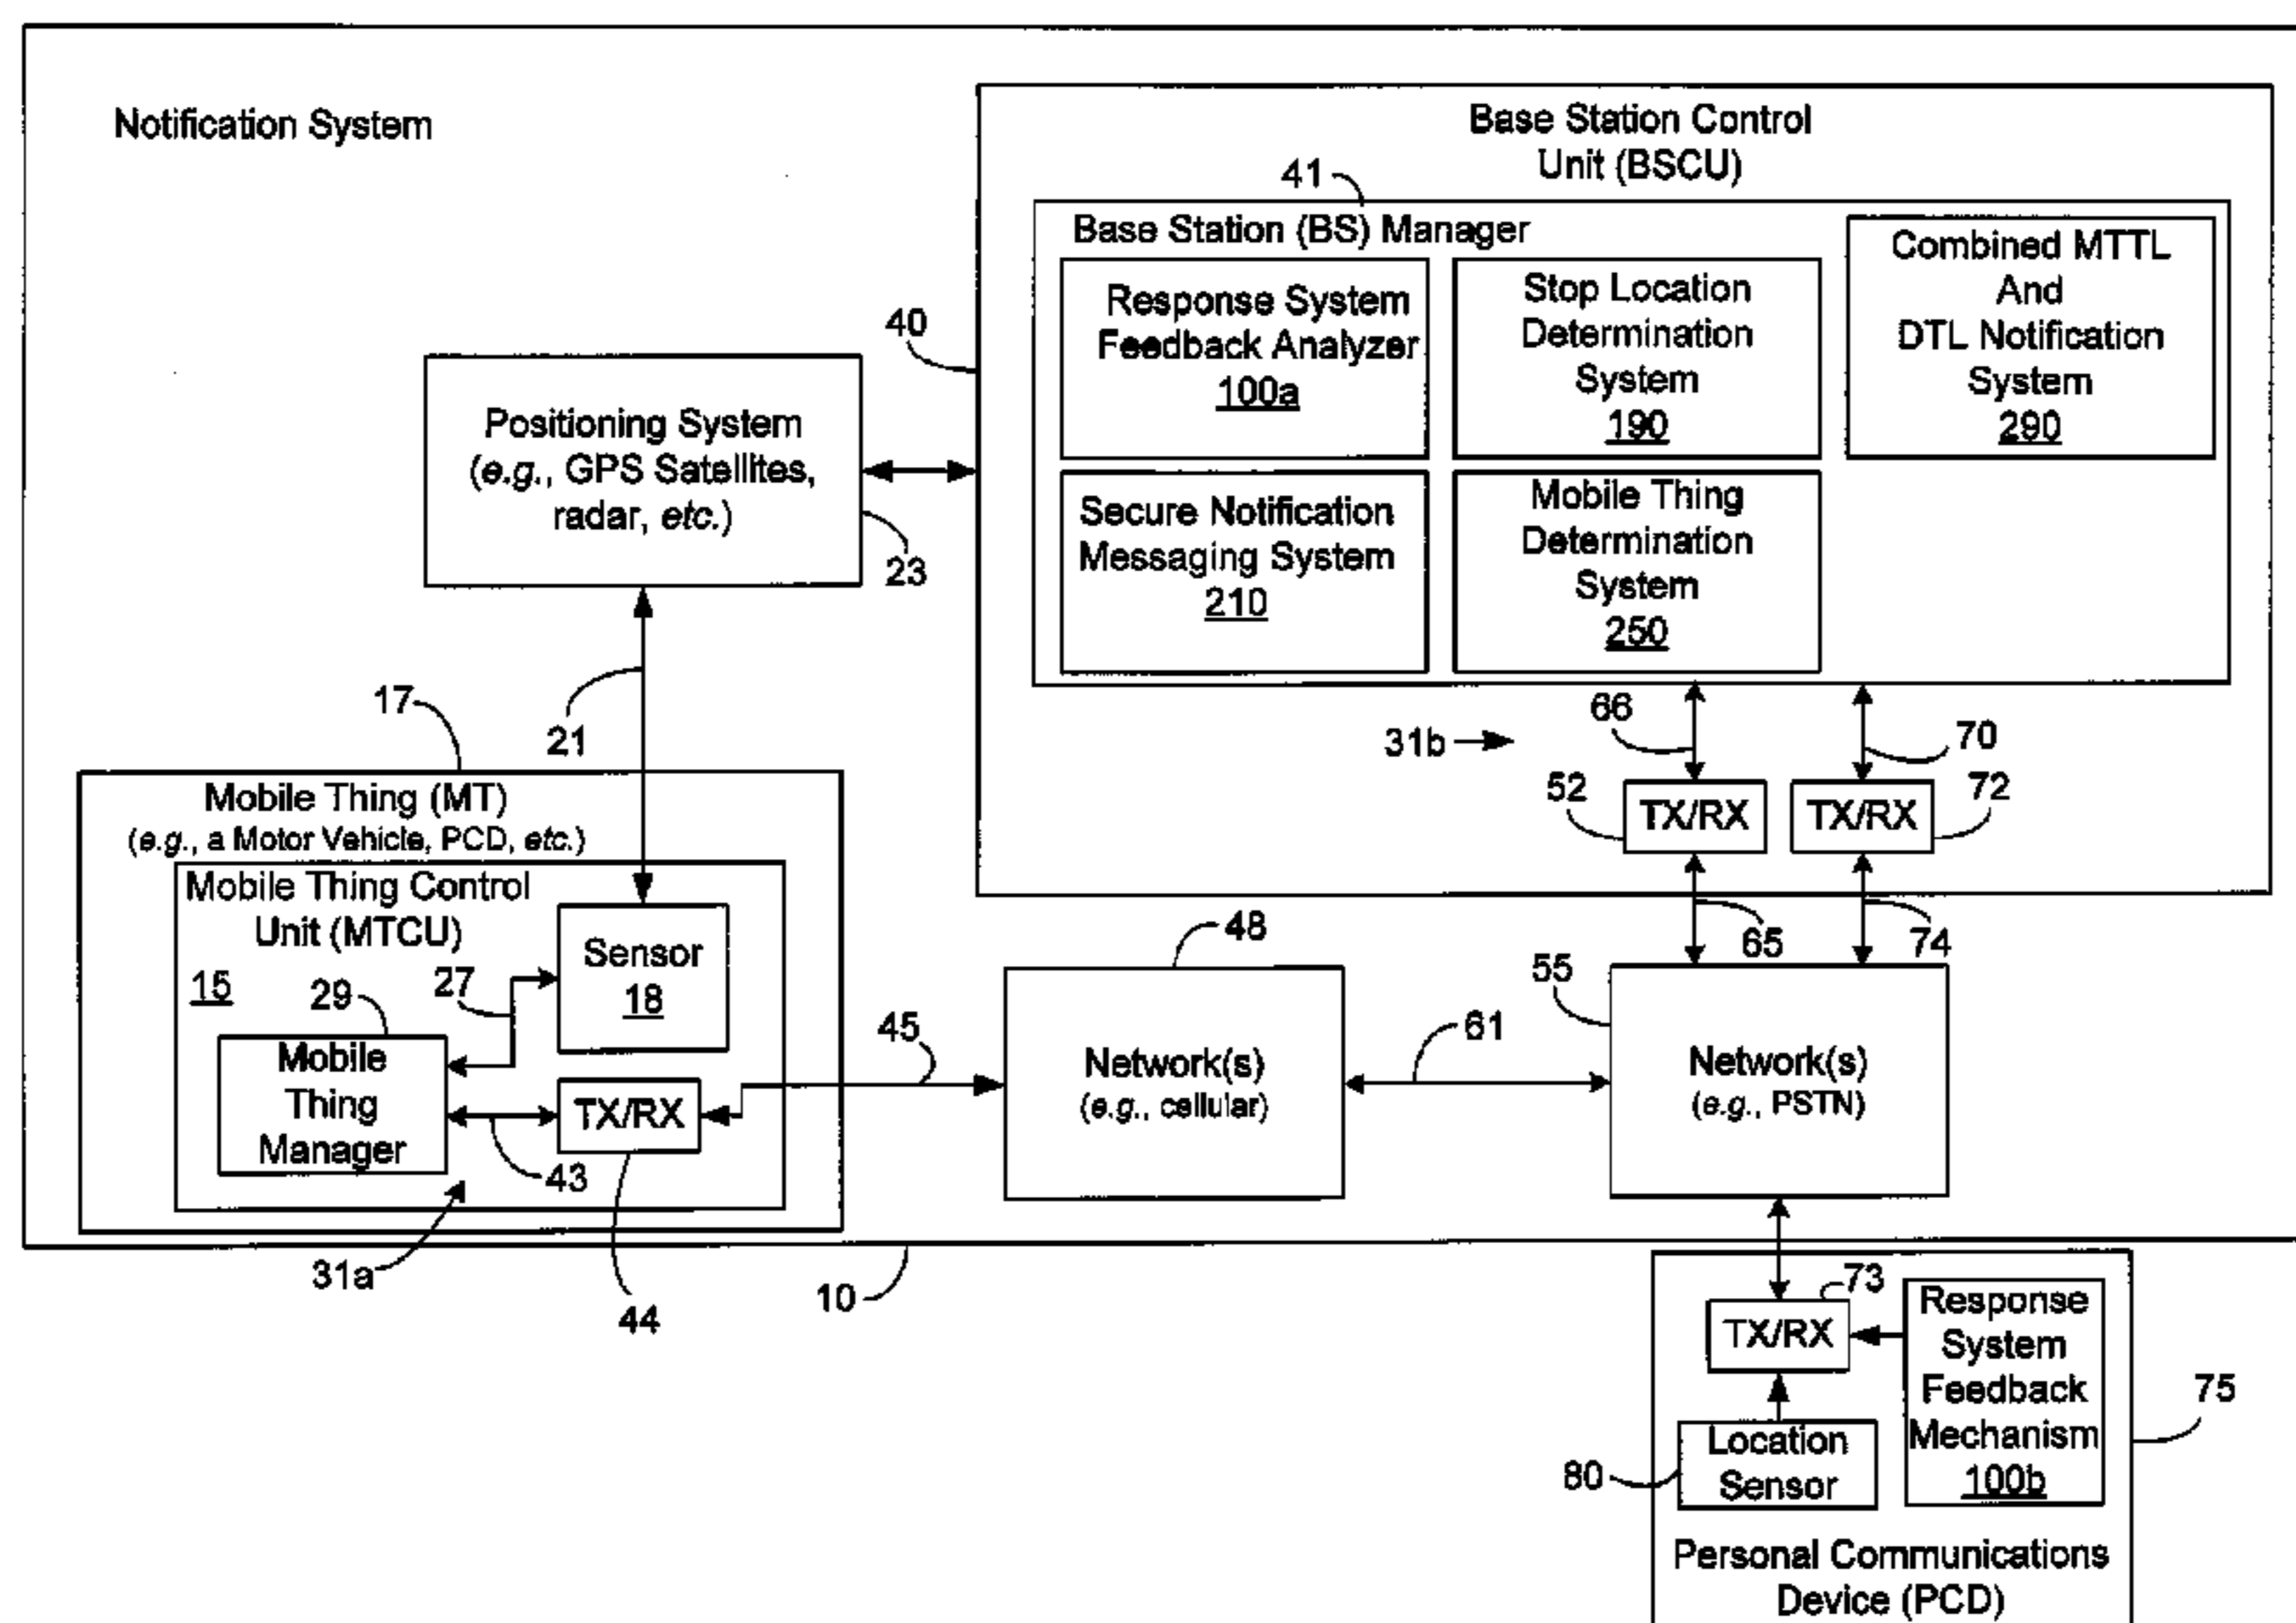 Notification System
Base Station Control
Unit (BSCU)
41
Base Station (BS) Manager
Response System
Feedback Analyzer
100a
Stop Location
Determination
System
190
Combined MTTL
And
DTL Notification
System
290
Secure Notification
Messaging System
210
Mobile Thing
Determination
System
250
40
Positioning System
(e.g., GPS Satellites,
radar, etc.)
23
21
17
66
31b
70
52
TX/RX
TX/RX
72
65
74
Mobile Thing (MT)
(e.g., a Motor Vehicle, PCD, etc.)
Mobile Thing Control
Unit (MTCU)
15
29
27
Sensor
18
Mobile
Thing
Manager
43
TX/RX
31a
44
45
48
Network(s)
(e.g., cellular)
61
55
Network(s)
(e.g., PSTN)
10
73
TX/RX
Response
System
Feedback
Mechanism
100b
75
80
Location
Sensor
Personal Communications
Device (PCD)